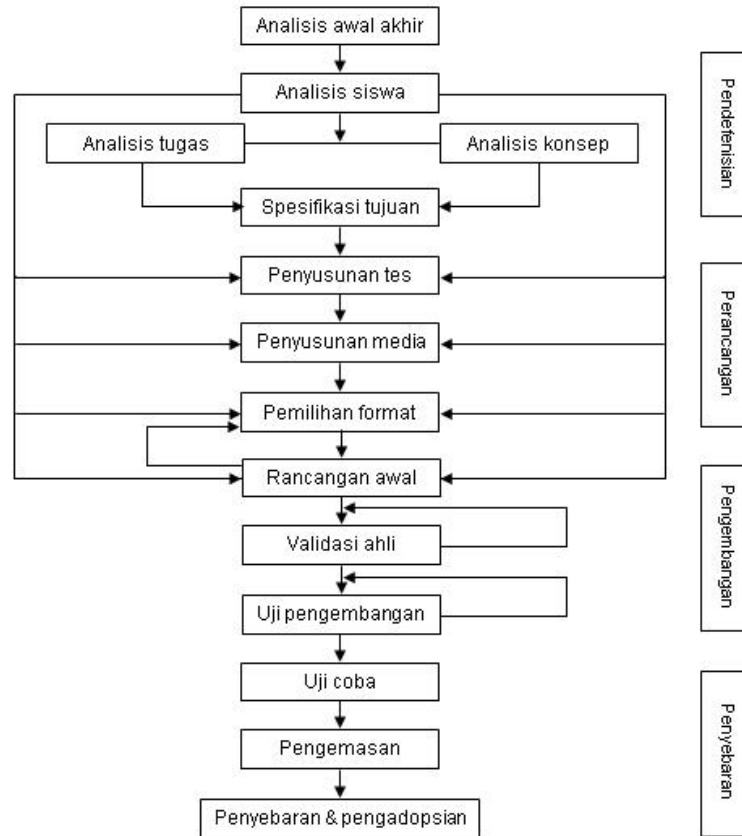 Analisis awal akhir
Analisis siswa
Analisis tugas
Analisis konsep
Spesifikasi tujuan
Penyusunan tes
Penyusunan media
Pemilihan format
Rancangan awal
Validasi ahli
Uji pengembangan
Uji coba
Pengemasan
Penyebaran & pengadopsian
Pendefenisian
Perancangan
Pengembangan
Penyebaran